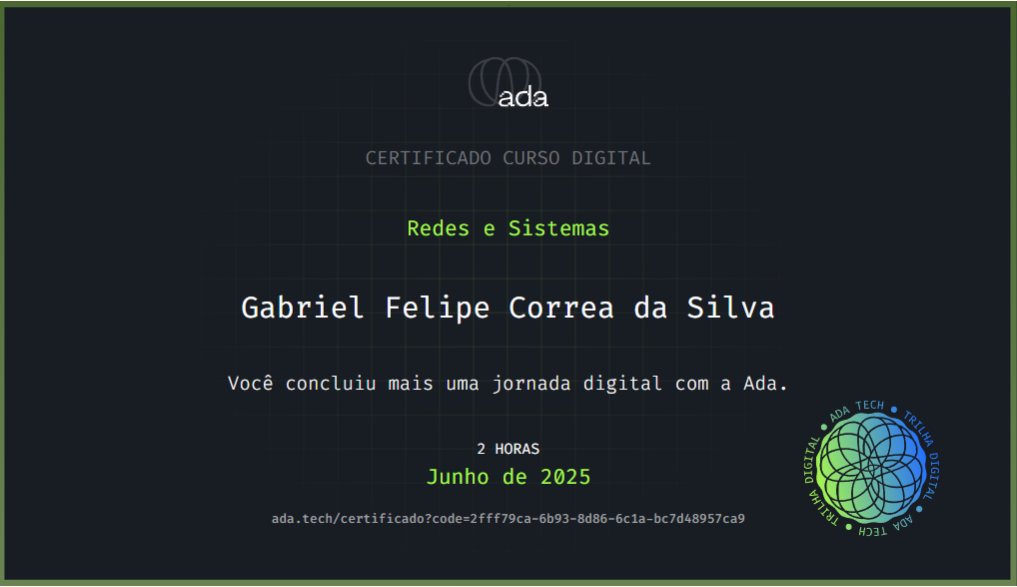 ada
CERTIFICADO CURSO DIGITAL
Redes e Sistemas
Gabriel Felipe Correa da Silva
Você concluiu mais uma jornada digital com a Ada.
2 HORAS
Junho de 2025
ada.tech/certificado?code=2fff79ca-6b93-8d86-6c1a-bc7d48957ca9
ADA TECH • TRILHA DIGITAL • ADA TECH • TRILHA DIGITAL •